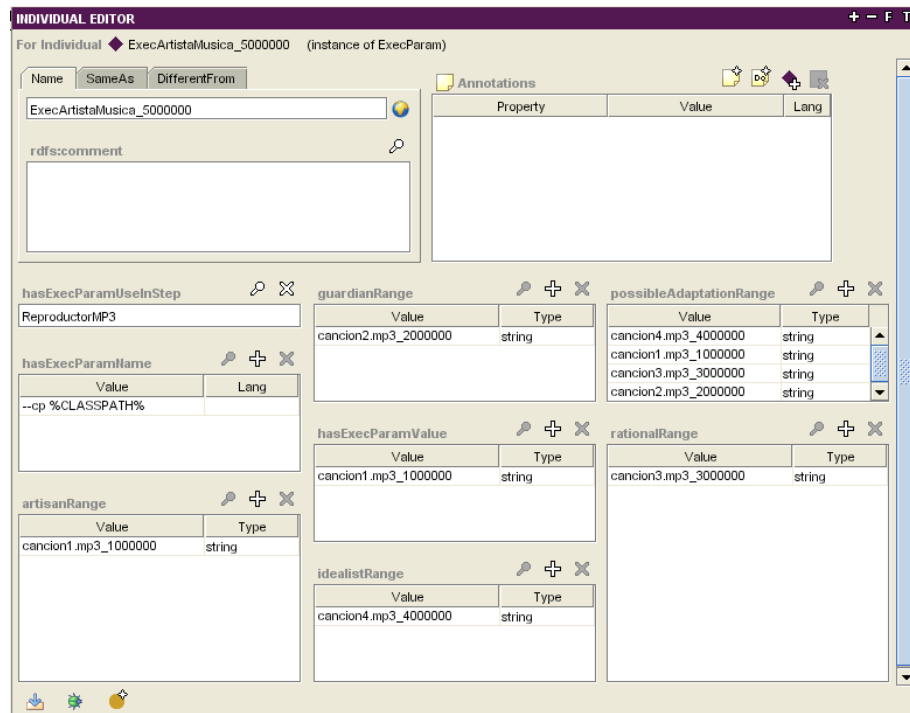 INDIVIDUAL EDITOR + − F T
For Individual ExecArtistaMusica_5000000 (instance of ExecParam)
Name SameAs DifferentFrom
ExecArtistaMusica_5000000
rdfs:comment
Annotations
Property Value Lang
hasExecParamUseInStep
ReproductorMP3
hasExecParamName
Value Lang
--cp %CLASSPATH%
artisanRange
Value Type
cancion1.mp3_1000000 string
guardianRange
Value Type
cancion2.mp3_2000000 string
hasExecParamValue
Value Type
cancion1.mp3_1000000 string
idealistRange
Value Type
cancion4.mp3_4000000 string
possibleAdaptationRange
Value Type
cancion4.mp3_4000000 string
cancion1.mp3_1000000 string
cancion3.mp3_3000000 string
cancion2.mp3_2000000 string
rationalRange
Value Type
cancion3.mp3_3000000 string